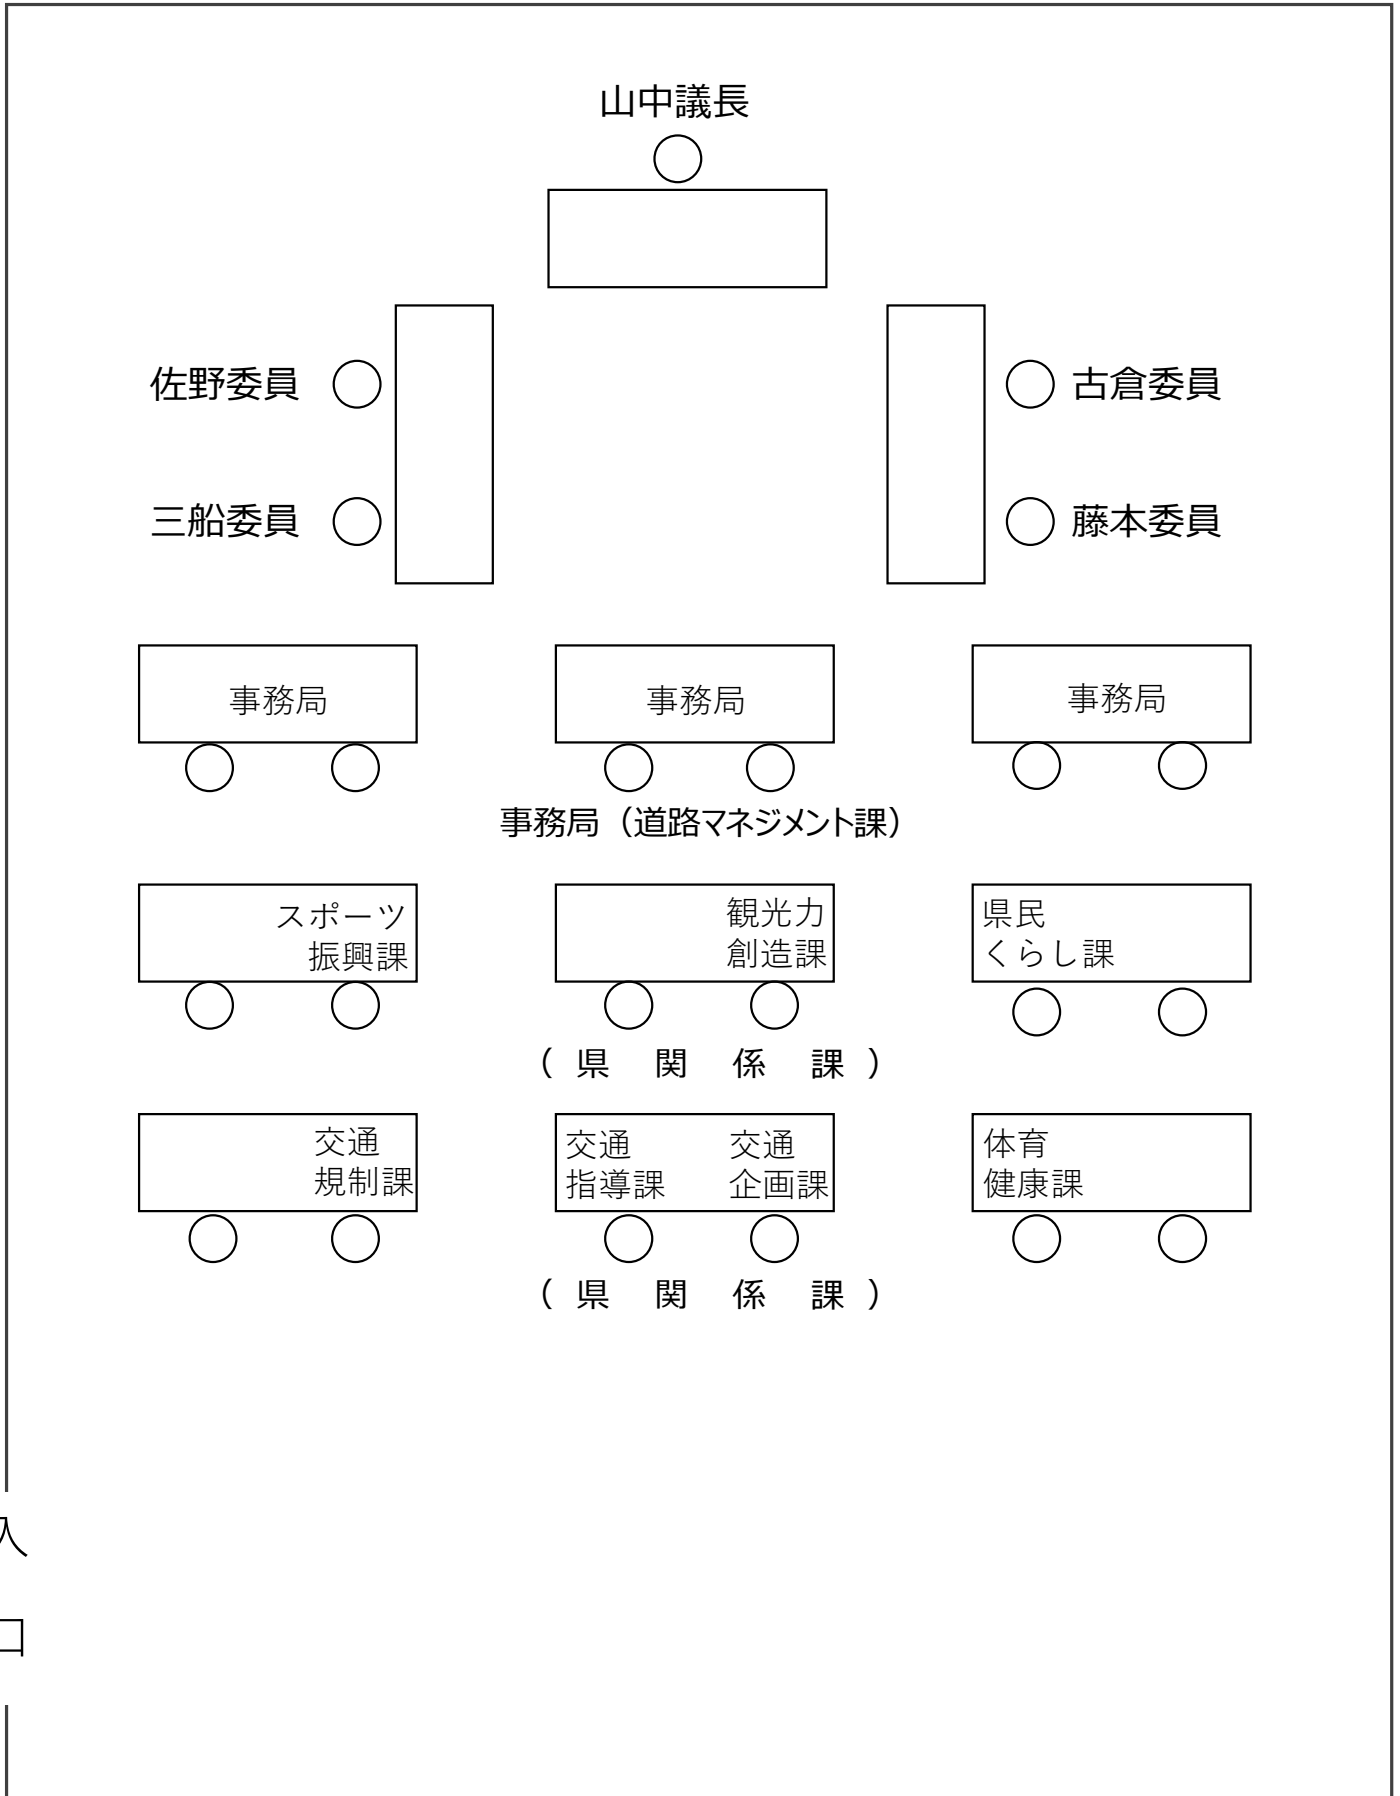 山中議長
佐野委員
古倉委員
三船委員
藤本委員
事務局
事務局
事務局
事務局（道路マネジメント課）
スポーツ
振興課
観光力
創造課
県民
くらし課
（県関係課）
交通
規制課
交通
指導課
交通
企画課
体育
健康課
（県関係課）
入
口